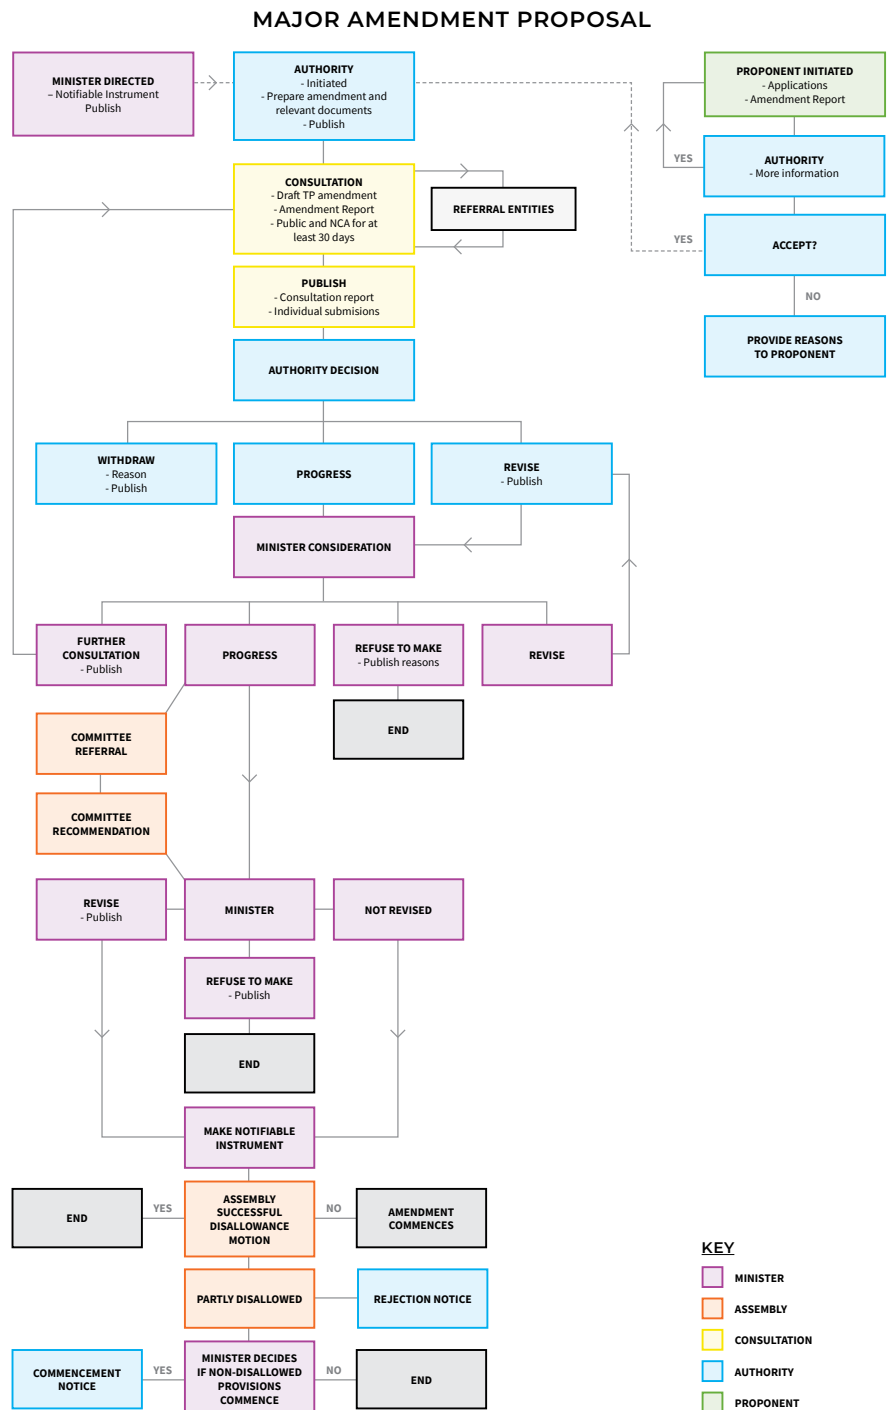 MAJOR AMENDMENT PROPOSAL
MINISTER DIRECTED
– Notifiable Instrument
Publish
AUTHORITY
- Initiated
- Prepare amendment and
relevant documents
- Publish
PROPONENT INITIATED
- Applications
- Amendment Report
YES
AUTHORITY
- More information
CONSULTATION
- Draft TP amendment
- Amendment Report
- Public and NCA for at
least 30 days
REFERRAL ENTITIES
YES
ACCEPT?
NO
PUBLISH
- Consultation report
- Individual submisions
PROVIDE REASONS
TO PROPONENT
AUTHORITY DECISION
WITHDRAW
- Reason
- Publish
PROGRESS
REVISE
- Publish
MINISTER CONSIDERATION
FURTHER
CONSULTATION
- Publish
PROGRESS
REFUSE TO MAKE
- Publish reasons
REVISE
END
COMMITTEE
REFERRAL
COMMITTEE
RECOMMENDATION
REVISE
- Publish
MINISTER
NOT REVISED
REFUSE TO MAKE
- Publish
END
MAKE NOTIFIABLE
INSTRUMENT
END
YES
ASSEMBLY
SUCCESSFUL
DISALLOWANCE
MOTION
NO
AMENDMENT
COMMENCES
PARTLY DISALLOWED
REJECTION NOTICE
COMMENCEMENT
NOTICE
YES
MINISTER DECIDES
IF NON-DISALLOWED
PROVISIONS
COMMENCE
NO
END
KEY
MINISTER
ASSEMBLY
CONSULTATION
AUTHORITY
PROPONENT